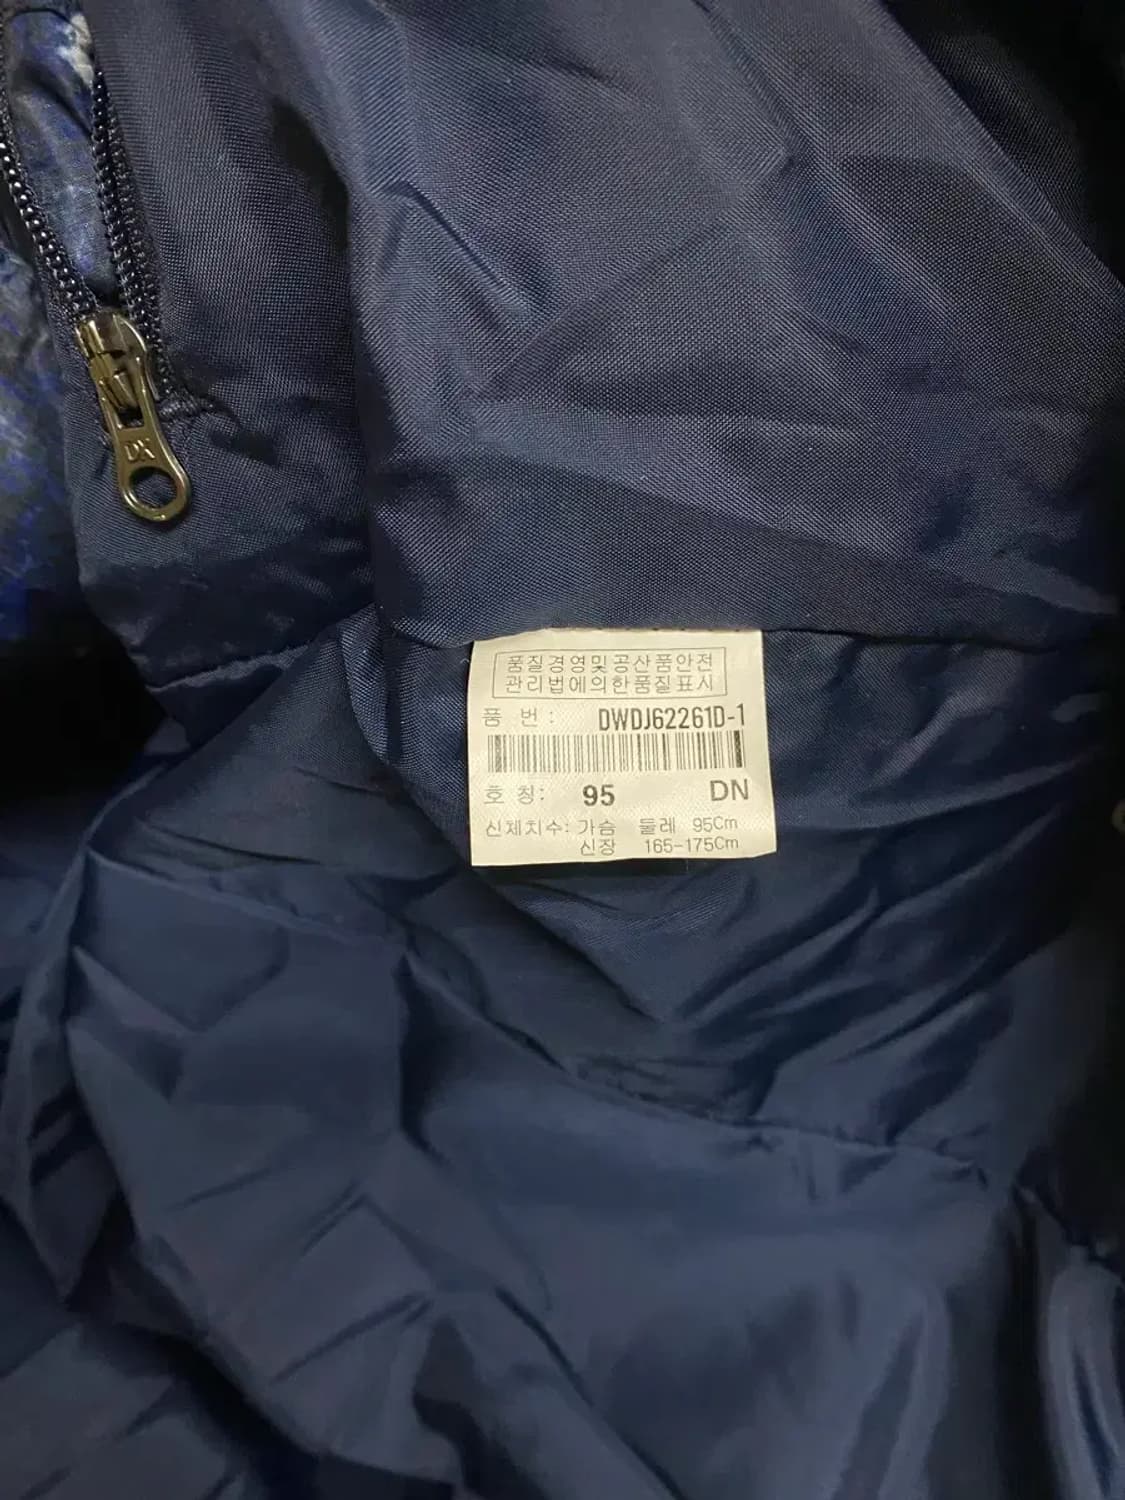 DX
품질경영및공산품안전
관리법에의한품질표시
품 번 : DWDJ62261D-1
호 칭: 95 DN
신체치수: 가슴 둘레 95Cm
신장 165-175Cm